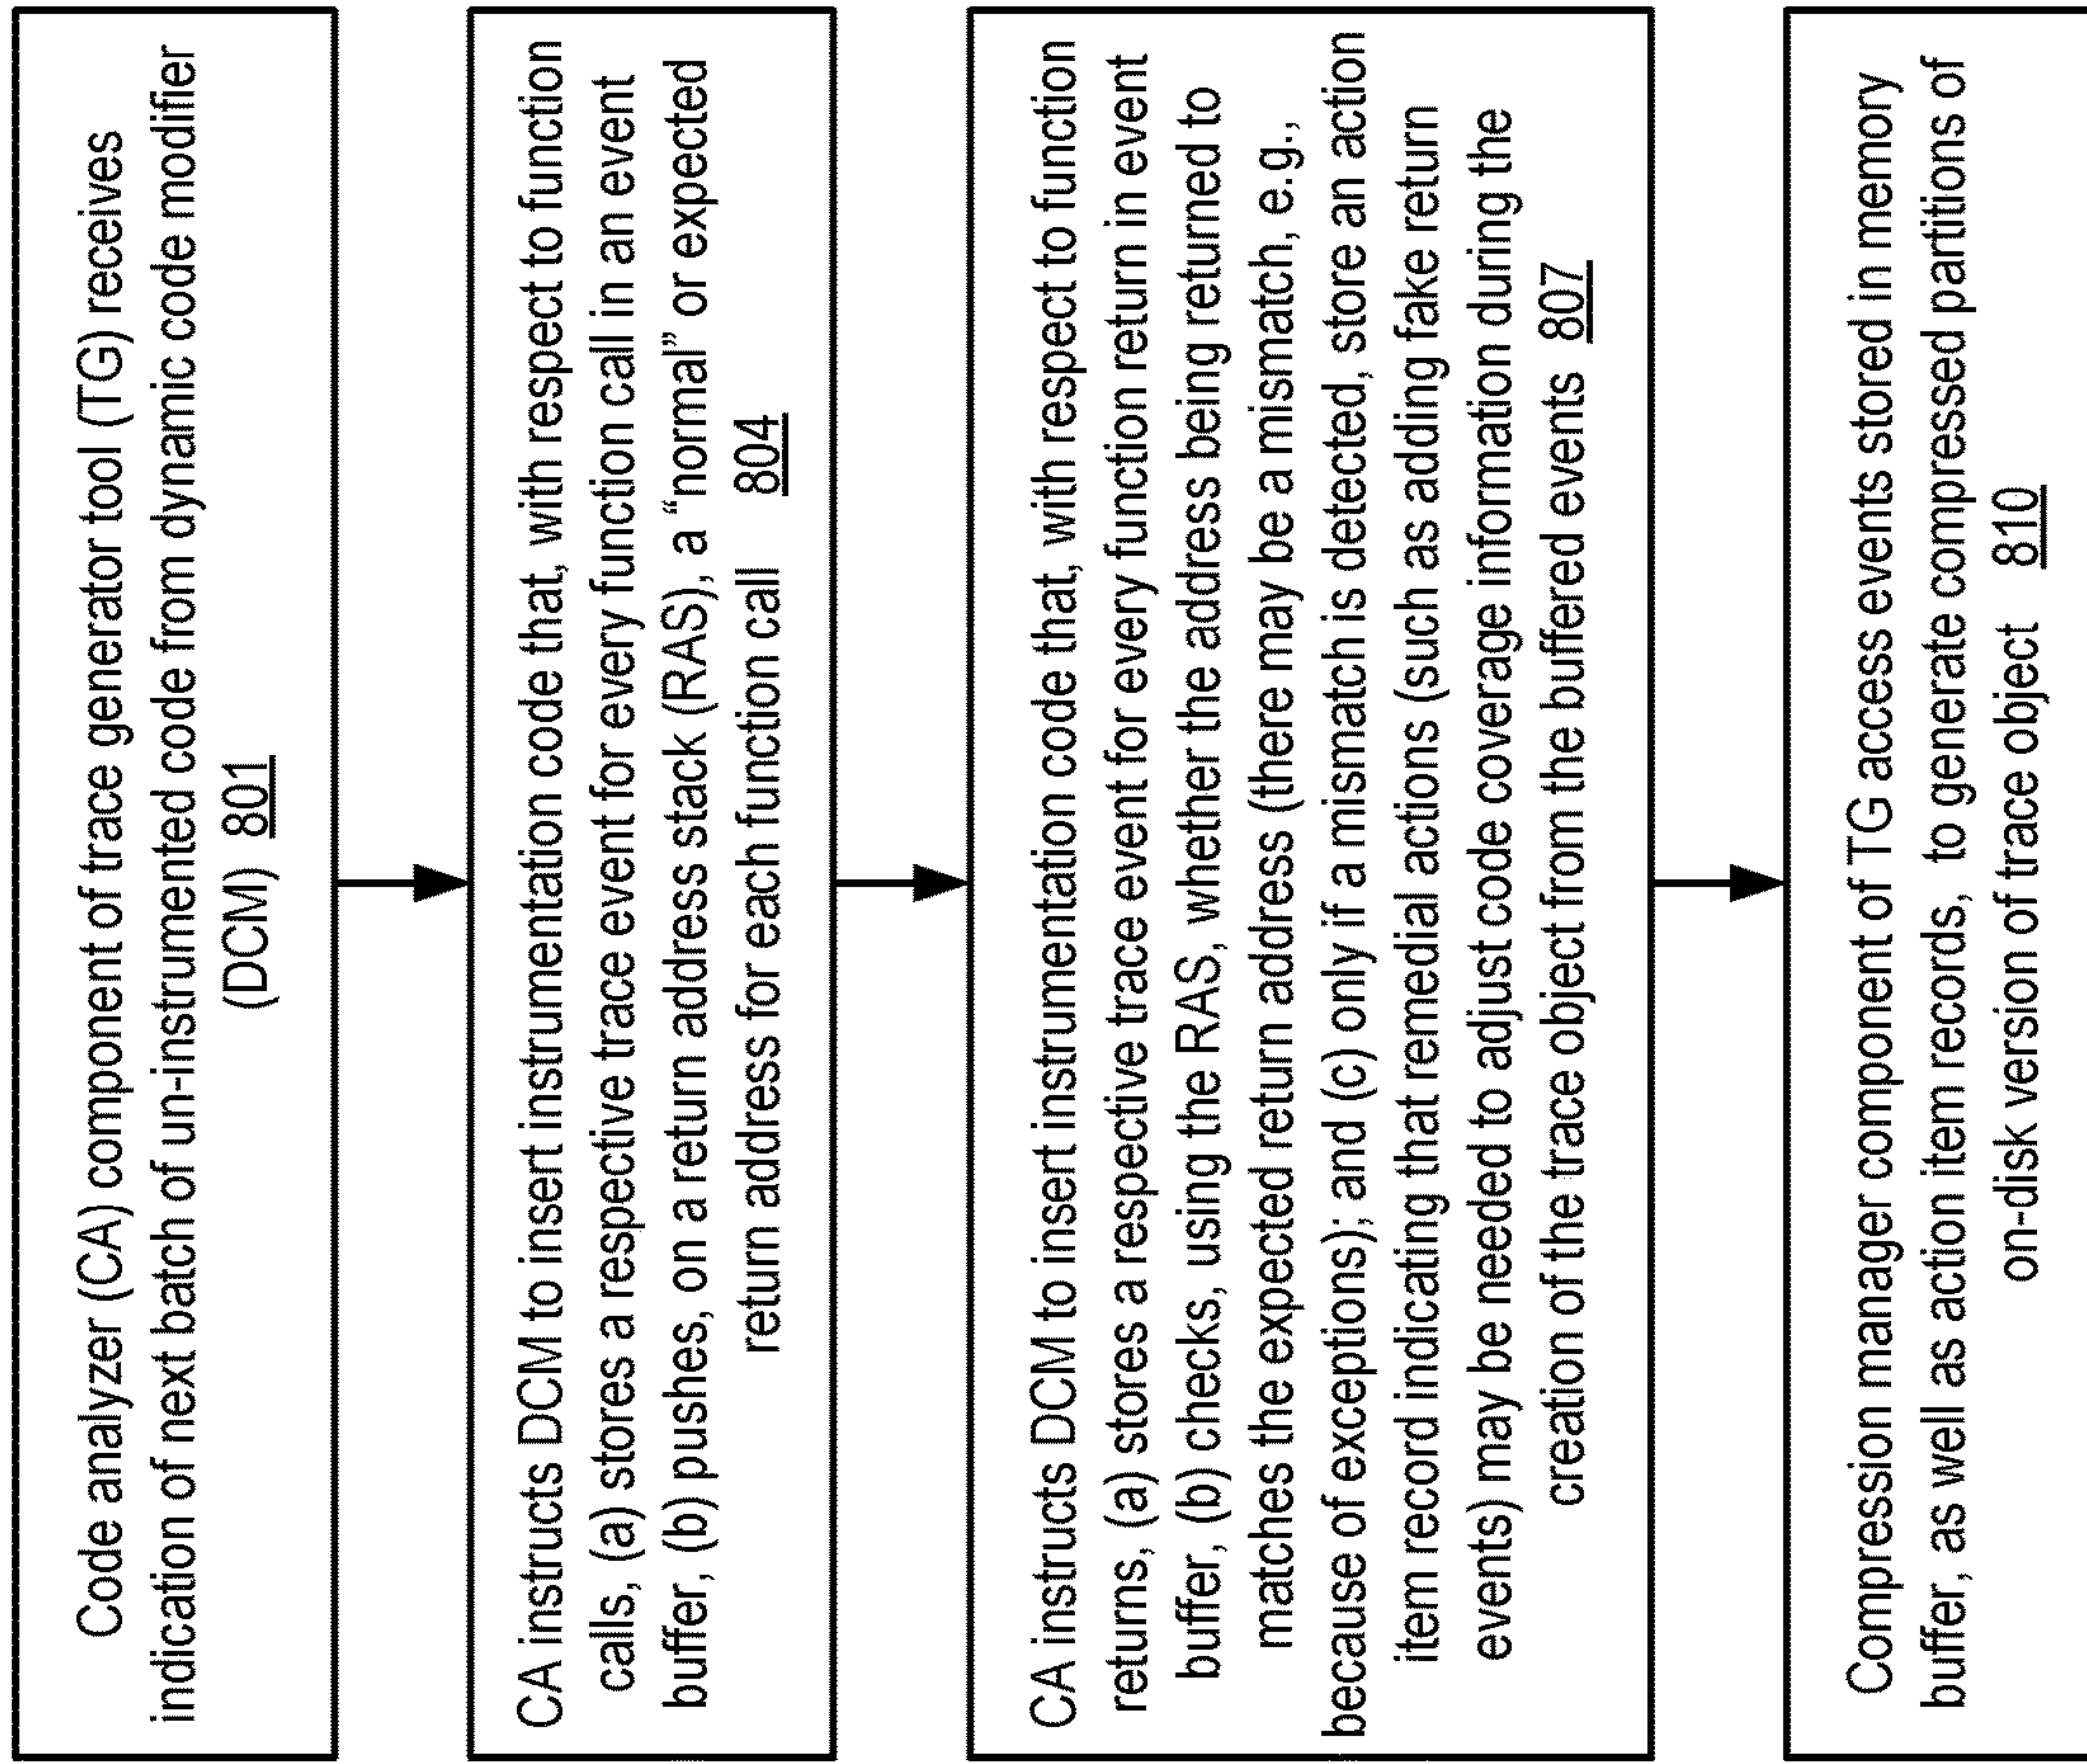 Code analyzer (CA) component of trace generator tool (TG) receives
indication of next batch of un-instrumented code from dynamic code modifier
(DCM) 801
CA instructs DCM to insert instrumentation code that, with respect to function
calls, (a) stores a respective trace event for every function call in an event
buffer, (b) pushes, on a return address stack (RAS), a “normal” or expected
return address for each function call 804
CA instructs DCM to insert instrumentation code that, with respect to function
returns, (a) stores a respective trace event for every function return in event
buffer, (b) checks, using the RAS, whether the address being returned to
matches the expected return address (there may be a mismatch, e.g.,
because of exceptions); and (c) only if a mismatch is detected, store an action
item record indicating that remedial actions (such as adding fake return
events) may be needed to adjust code coverage information during the
creation of the trace object from the buffered events 807
Compression manager component of TG access events stored in memory
buffer, as well as action item records, to generate compressed partitions of
on-disk version of trace object 810